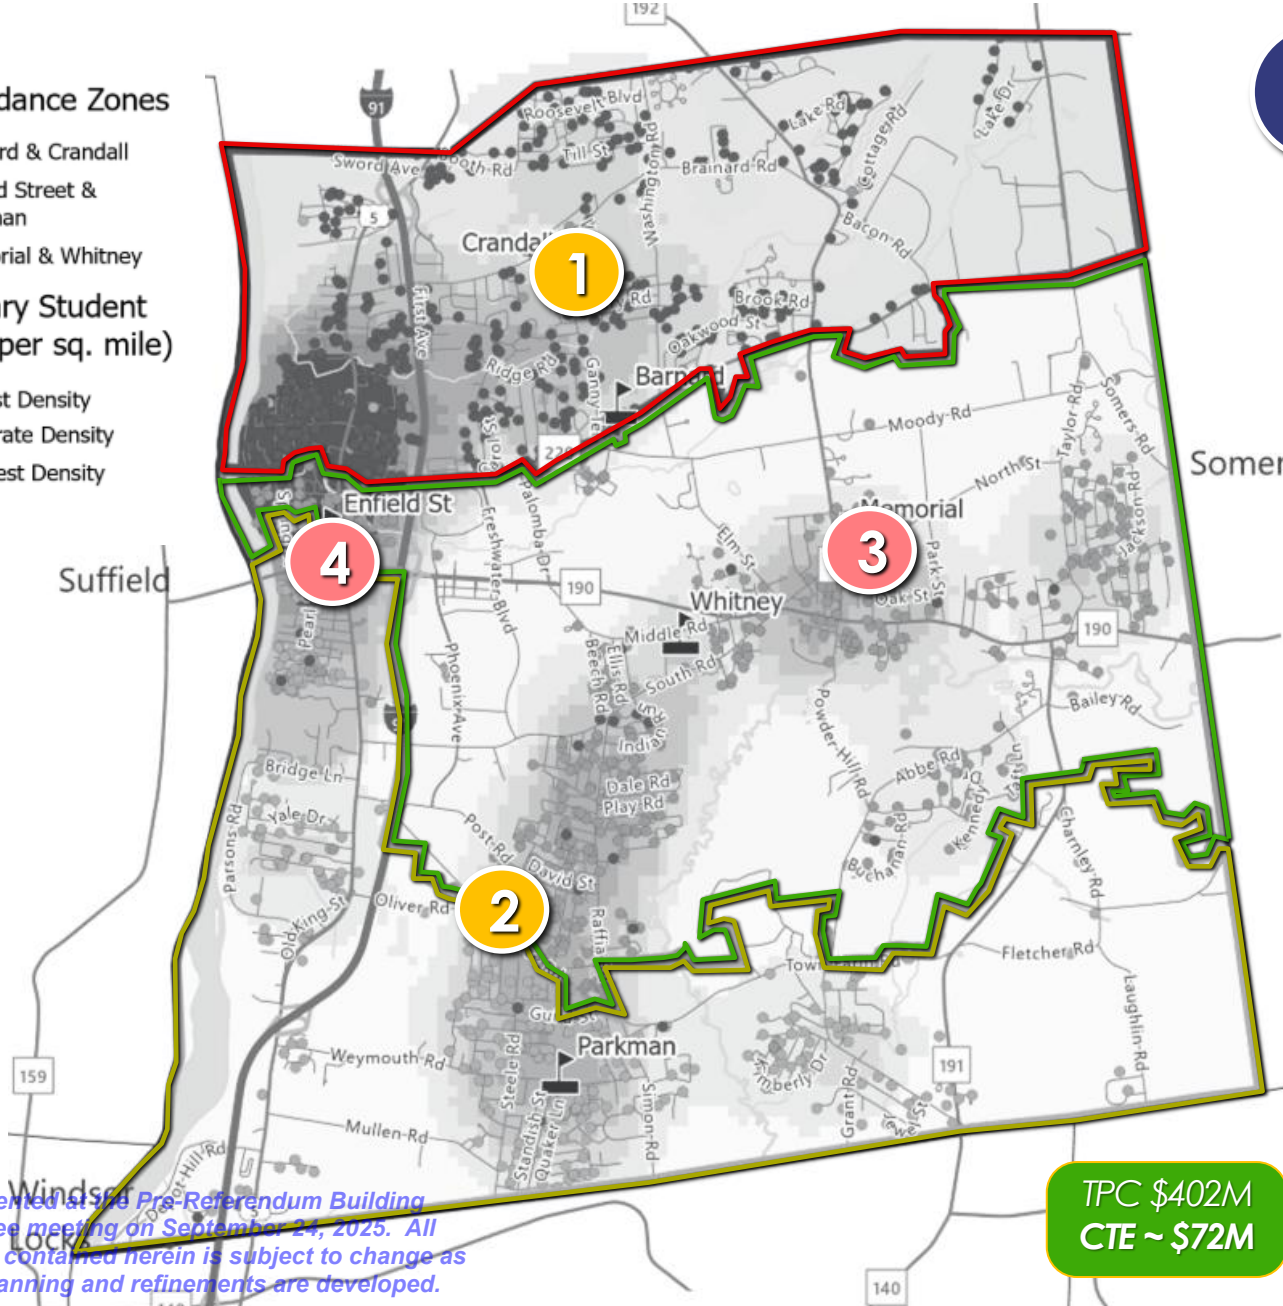 192
dance Zones
91
rd & Crandall
d Street &
nan
rial & Whitney
ry Student
per sq. mile)
st Density
rate Density
est Density
Roosevelt Blvd
Till St
Sword Ave
Booth Rd
Washington Rd
Brainard Rd
Lake Rd
Cottage Rd
Lake Dr
5
Bacon Rd
Crandall
1
Rd
Brook Rd
Oakwood St
First Ave
Ridge Rd
Barnard
220
Moody Rd
Taylor Rd
Somers Rd
North St
Somer
Enfield St
Palomba Dr
Freshwater Blvd
Elm St
Memorial
Jackson Rd
4
3
Park St
Oak St
Suffield
190
Whitney
Middle Rd
190
Pearl
Phoenix Ave
Beech Rd
Ellis Rd
South Rd
Bailey Rd
Powder Hill Rd
Indian Run
Bridge Ln
Abbe Rd
Dale Rd
Play Rd
Yale Dr
Kennedy Dr
Parsons Rd
Post Rd
David St
Buchanan Rd
Charnley Rd
2
Oliver Rd
Old King St
Raffia
Fletcher Rd
Laughlin Rd
Parkman
Weymouth Rd
Steele Rd
Kimberly Dr
191
159
Simon Rd
Grant Rd
Jewel St
Mullen Rd
Standish St
Quaker Ln
Depot Hill Rd
Windsor
Locks
ented at the Pre-Referendum Building
ee meeting on September 24, 2025. All
contained herein is subject to change as
anning and refinements are developed.
TPC $402M
CTE ~ $72M
140